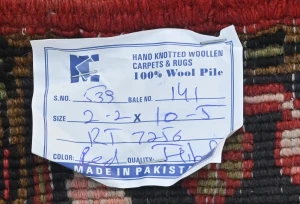 HAND KNOTTED WOOLLEN
CARPETS & RUGS
100% Wool Pile
S.NO. 539 BALE NO. 141
SIZE 2-2 X 10-5
RT 7256
COLOR: Red QUALITY:
MADE IN PAKIST